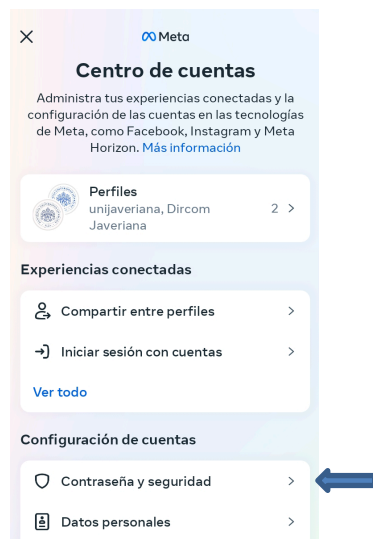 Meta
Centro de cuentas
Administra tus experiencias conectadas y la
configuración de las cuentas en las tecnologías
de Meta, como Facebook, Instagram y Meta
Horizon. Más información
Perfiles
unijaveriana, Dircom
Javeriana
2
Experiencias conectadas
Compartir entre perfiles
Iniciar sesión con cuentas
Ver todo
Configuración de cuentas
Contraseña y seguridad
Datos personales